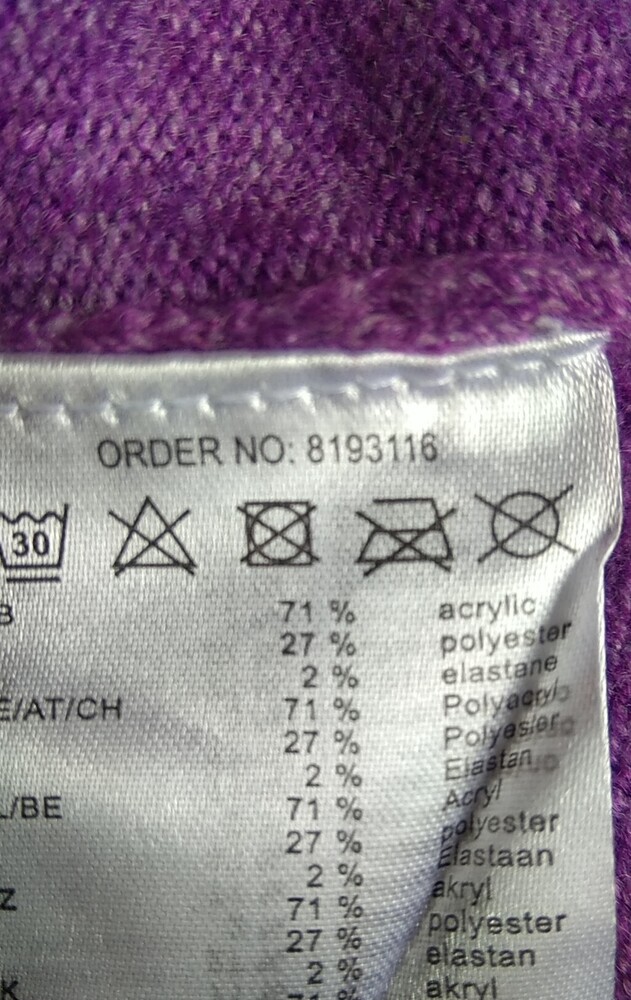 ORDER NO: 8193116
30
B 71 % acrylic
27 % polyester
2 % elastane
E/AT/CH 71 % Polyacryl
27 % Polyester
2 % Elastan
L/BE 71 % Acryl
27 % polyester
2 % Elastaan
Z 71 % akryl
27 % polyester
2 % elastan
K 71 % akryl